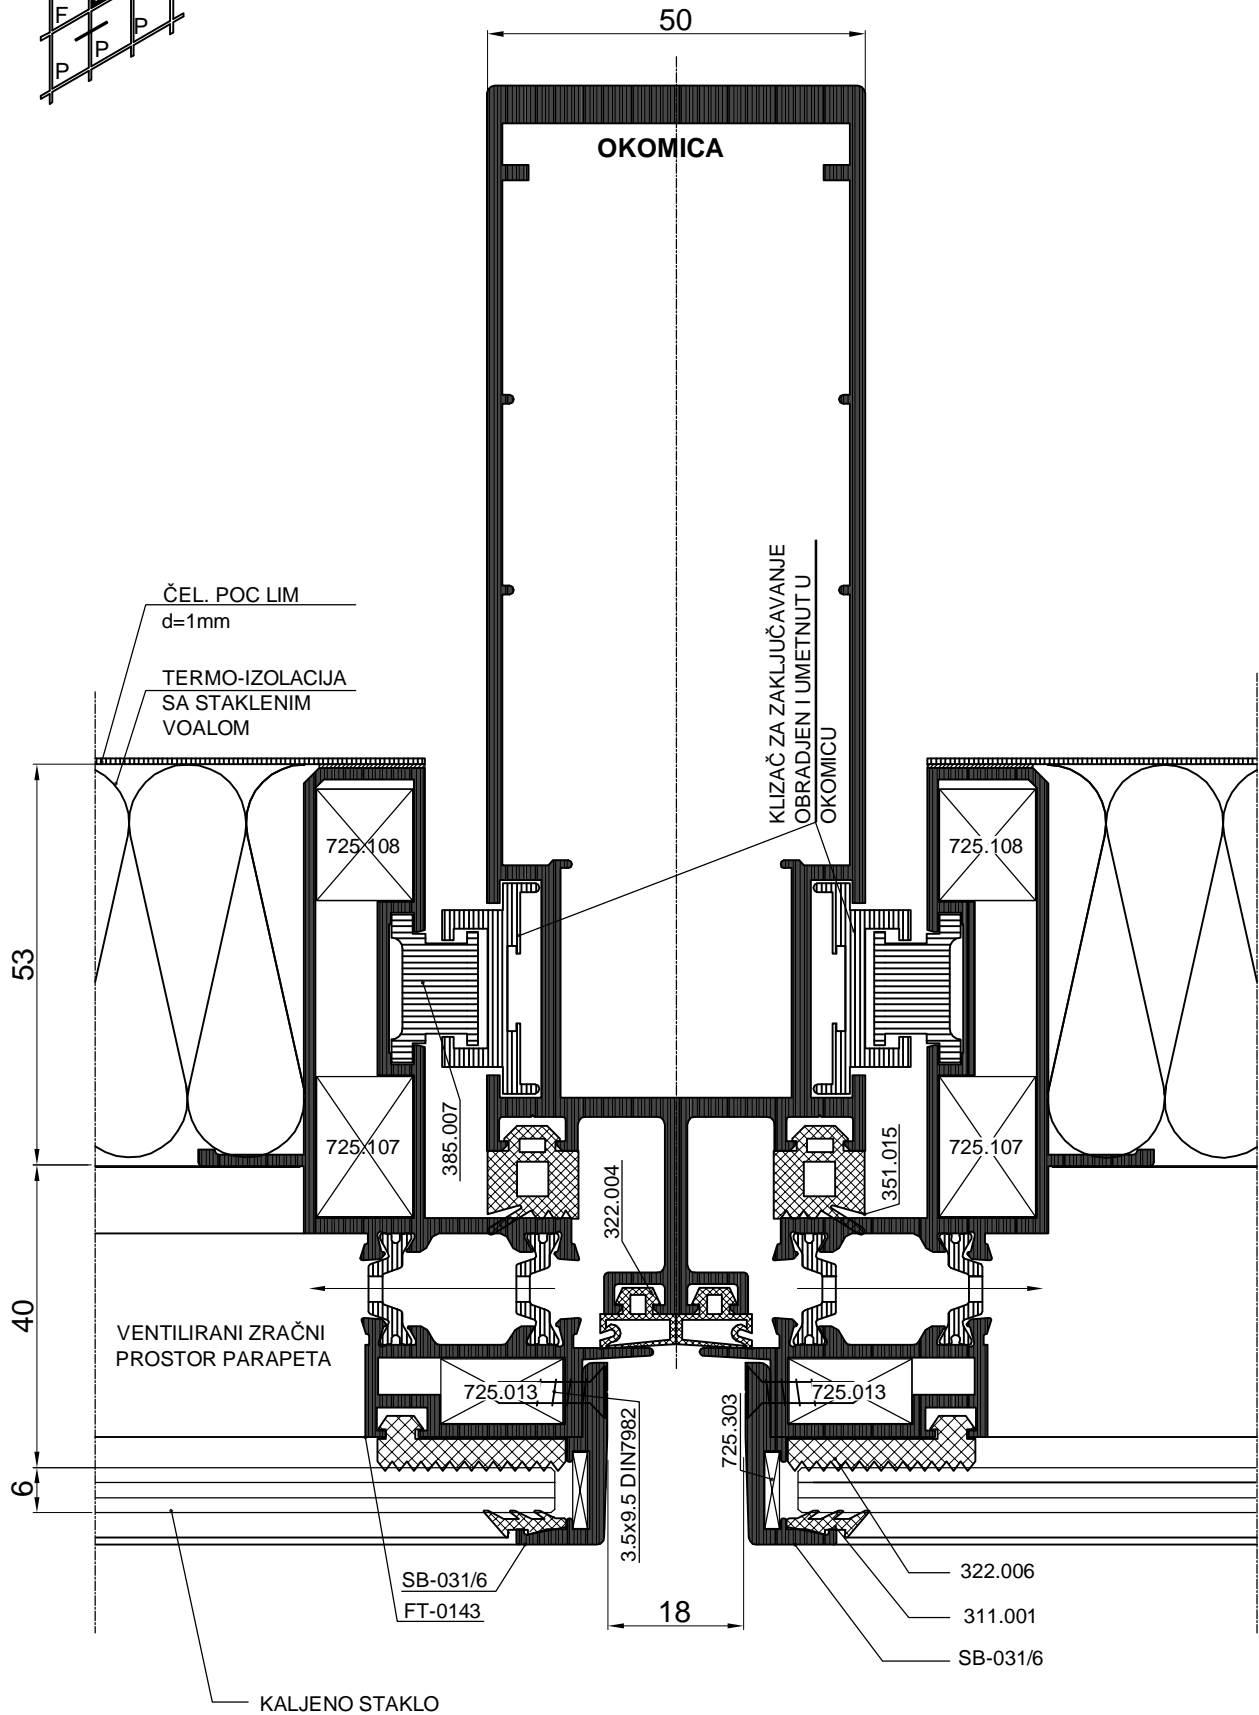 F
P
P
P
50
OKOMICA
ČEL. POC LIM
d=1mm
TERMO-IZOLACIJA
SA STAKLENIM
VOALOM
KLIZAČ ZA ZAKLJUČAVANJE
OBRADJEN I UMETNUT U
OKOMICU
725.108
725.108
53
385.007
725.107
725.107
322.004
351.015
40
VENTILIRANI ZRAČNI
PROSTOR PARAPETA
725.013
725.013
725.303
3.5x9.5 DIN7982
6
SB-031/6
FT-0143
18
322.006
311.001
SB-031/6
KALJENO STAKLO